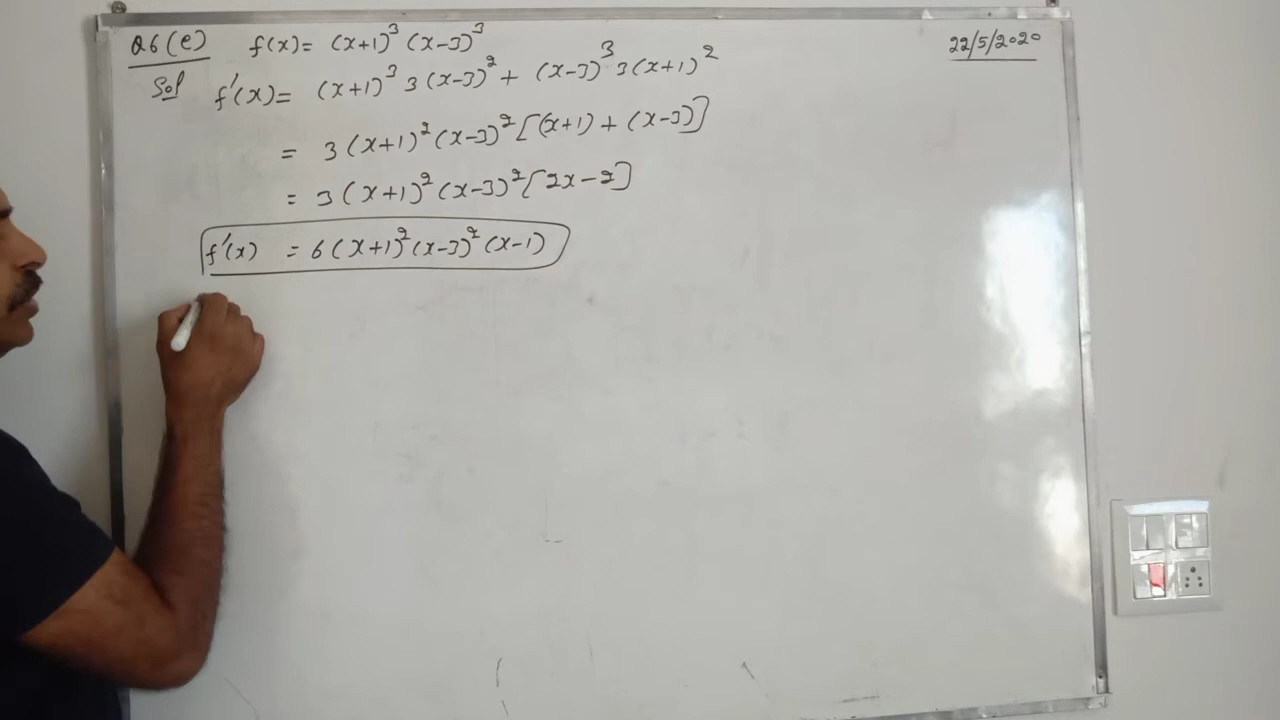 Q6(e) f(x) = (x+1)³ (x-3)³
22/5/2020
Sol f'(x) = (x+1)³ 3(x-3)² + (x-3)³ 3(x+1)²
= 3(x+1)² (x-3)² [(x+1) + (x-3)]
= 3(x+1)² (x-3)² [2x-2]
f'(x) = 6(x+1)² (x-3)² (x-1)